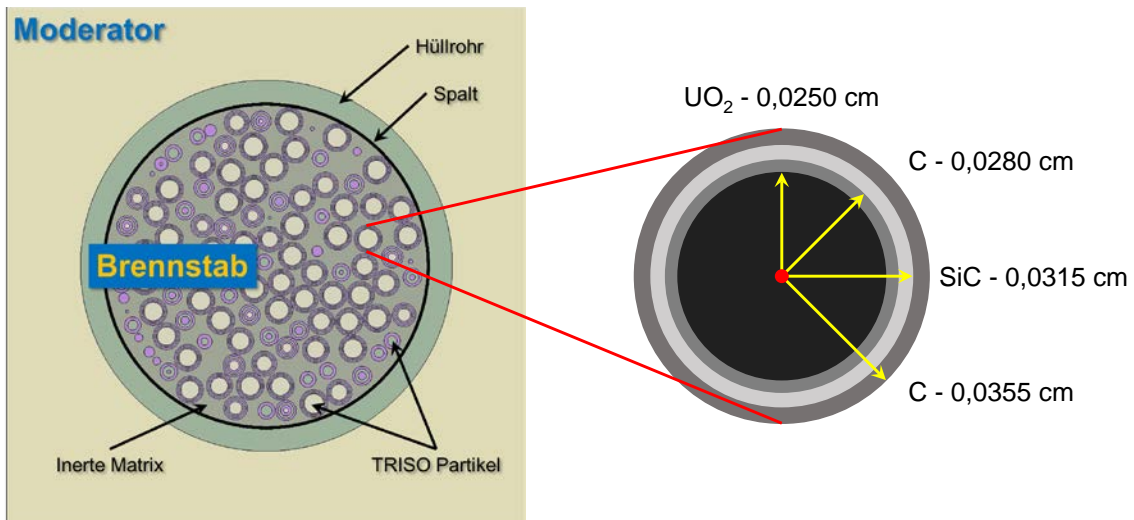 Moderator
Hüllrohr
Spalt
Brennstab
Inerte Matrix
TRISO Partikel
UO₂ - 0,0250 cm
C - 0,0280 cm
SiC - 0,0315 cm
C - 0,0355 cm